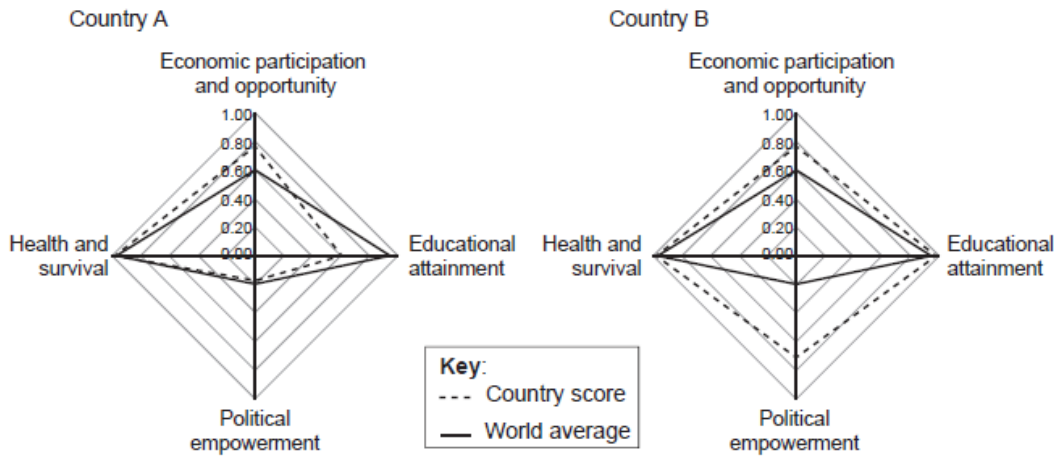 Country A
Economic participation
and opportunity
1.00
0.80
0.60
0.40
0.20
0.00
Health and
survival
Educational
attainment
Political
empowerment
Country B
Economic participation
and opportunity
1.00
0.80
0.60
0.40
0.20
0.00
Health and
survival
Educational
attainment
Political
empowerment
Key:
Country score
World average